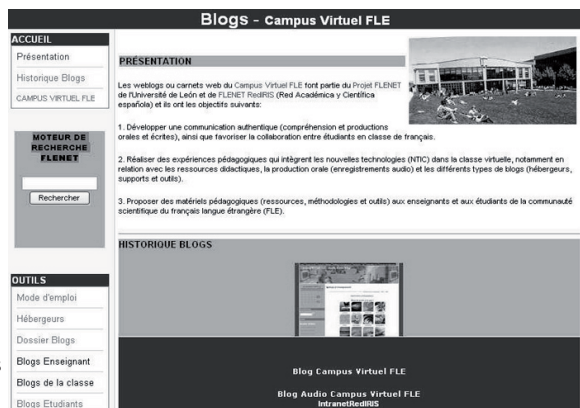 Blogs - Campus Virtuel FLE
ACCUEIL
Présentation
Historique Blogs
CAMPUS VIRTUEL FLE
MOTEUR DE
RECHERCHE
FLENET
Rechercher
OUTILS
Mode d'emploi
Hébergeurs
Dossier Blogs
Blogs Enseignant
Blogs de la classe
Blogs Etudiants
PRÉSENTATION
Les weblogs ou carnets web du Campus Virtuel FLE font partie du Projet FLENET
de l'Université de León et de FLENET RedIRIS (Red Académica y Científica
española) et ils ont les objectifs suivants:
1. Développer une communication authentique (compréhension et productions
orales et écrites), ainsi que favoriser la collaboration entre étudiants en classe de français.
2. Réaliser des expériences pédagogiques qui intègrent les nouvelles technologies (NTIC) dans la classe virtuelle, notamment en
relation avec les ressources didactiques, la production orale (enregistrements audio) et les différents types de blogs (hébergeurs,
supports et outils).
3. Proposer des matériels pédagogiques (ressources, méthodologies et outils) aux enseignants et aux étudiants de la communauté
scientifique du français langue étrangère (FLE).
HISTORIQUE BLOGS
Blog Campus Virtuel FLE
Blog Audio Campus Virtuel FLE
IntranetRedIRIS